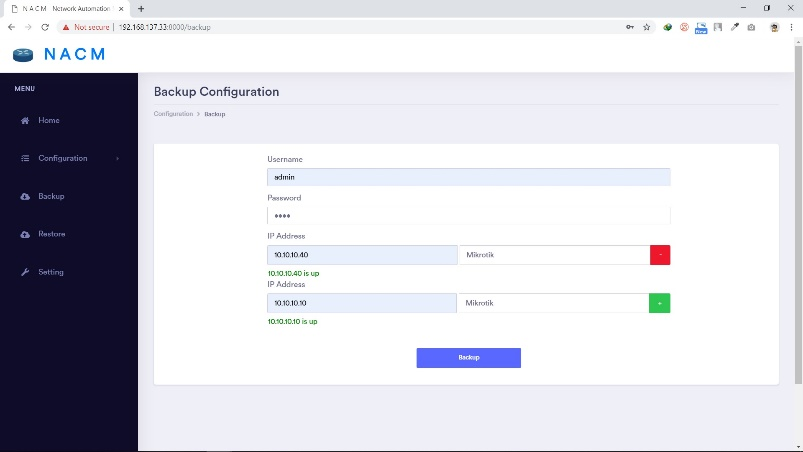 N A C M - Network Automation
Not secure | 192.168.137.33:8000/backup
New
N A C M
MENU
Home
Configuration
Backup
Restore
Setting
Backup Configuration
Configuration > Backup
Username
admin
Password
••••
IP Address
10.10.10.40 Mikrotik -
10.10.10.40 is up
IP Address
10.10.10.10 Mikrotik +
10.10.10.10 is up
Backup